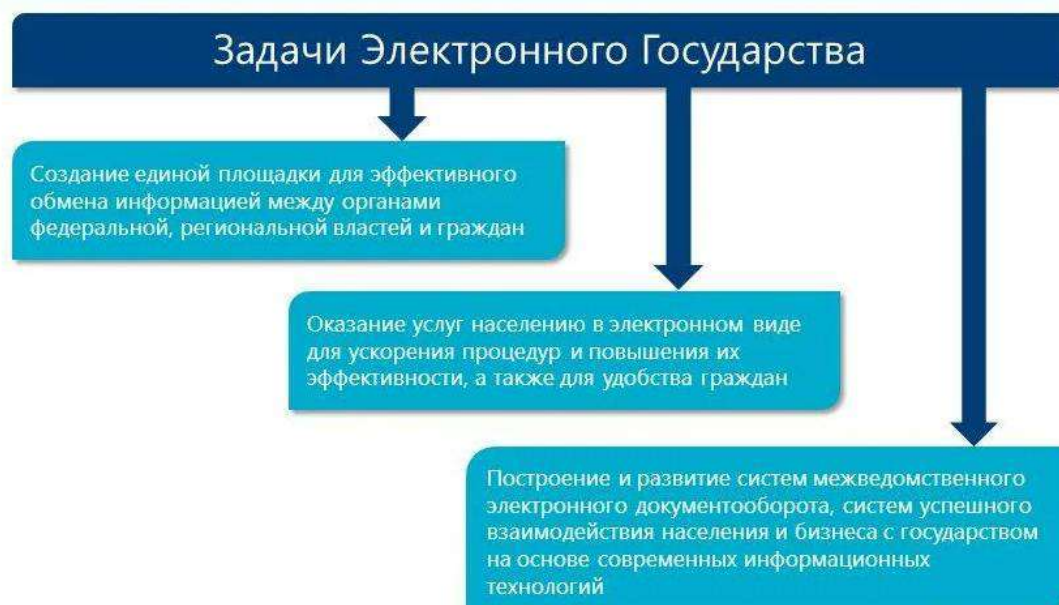 Задачи Электронного Государства
Создание единой площадки для эффективного
обмена информацией между органами
федеральной, региональной властей и граждан
Оказание услуг населению в электронном виде
для ускорения процедур и повышения их
эффективности, а также для удобства граждан
Построение и развитие систем межведомственного
электронного документооборота, систем успешного
взаимодействия населения и бизнеса с государством
на основе современных информационных
технологий